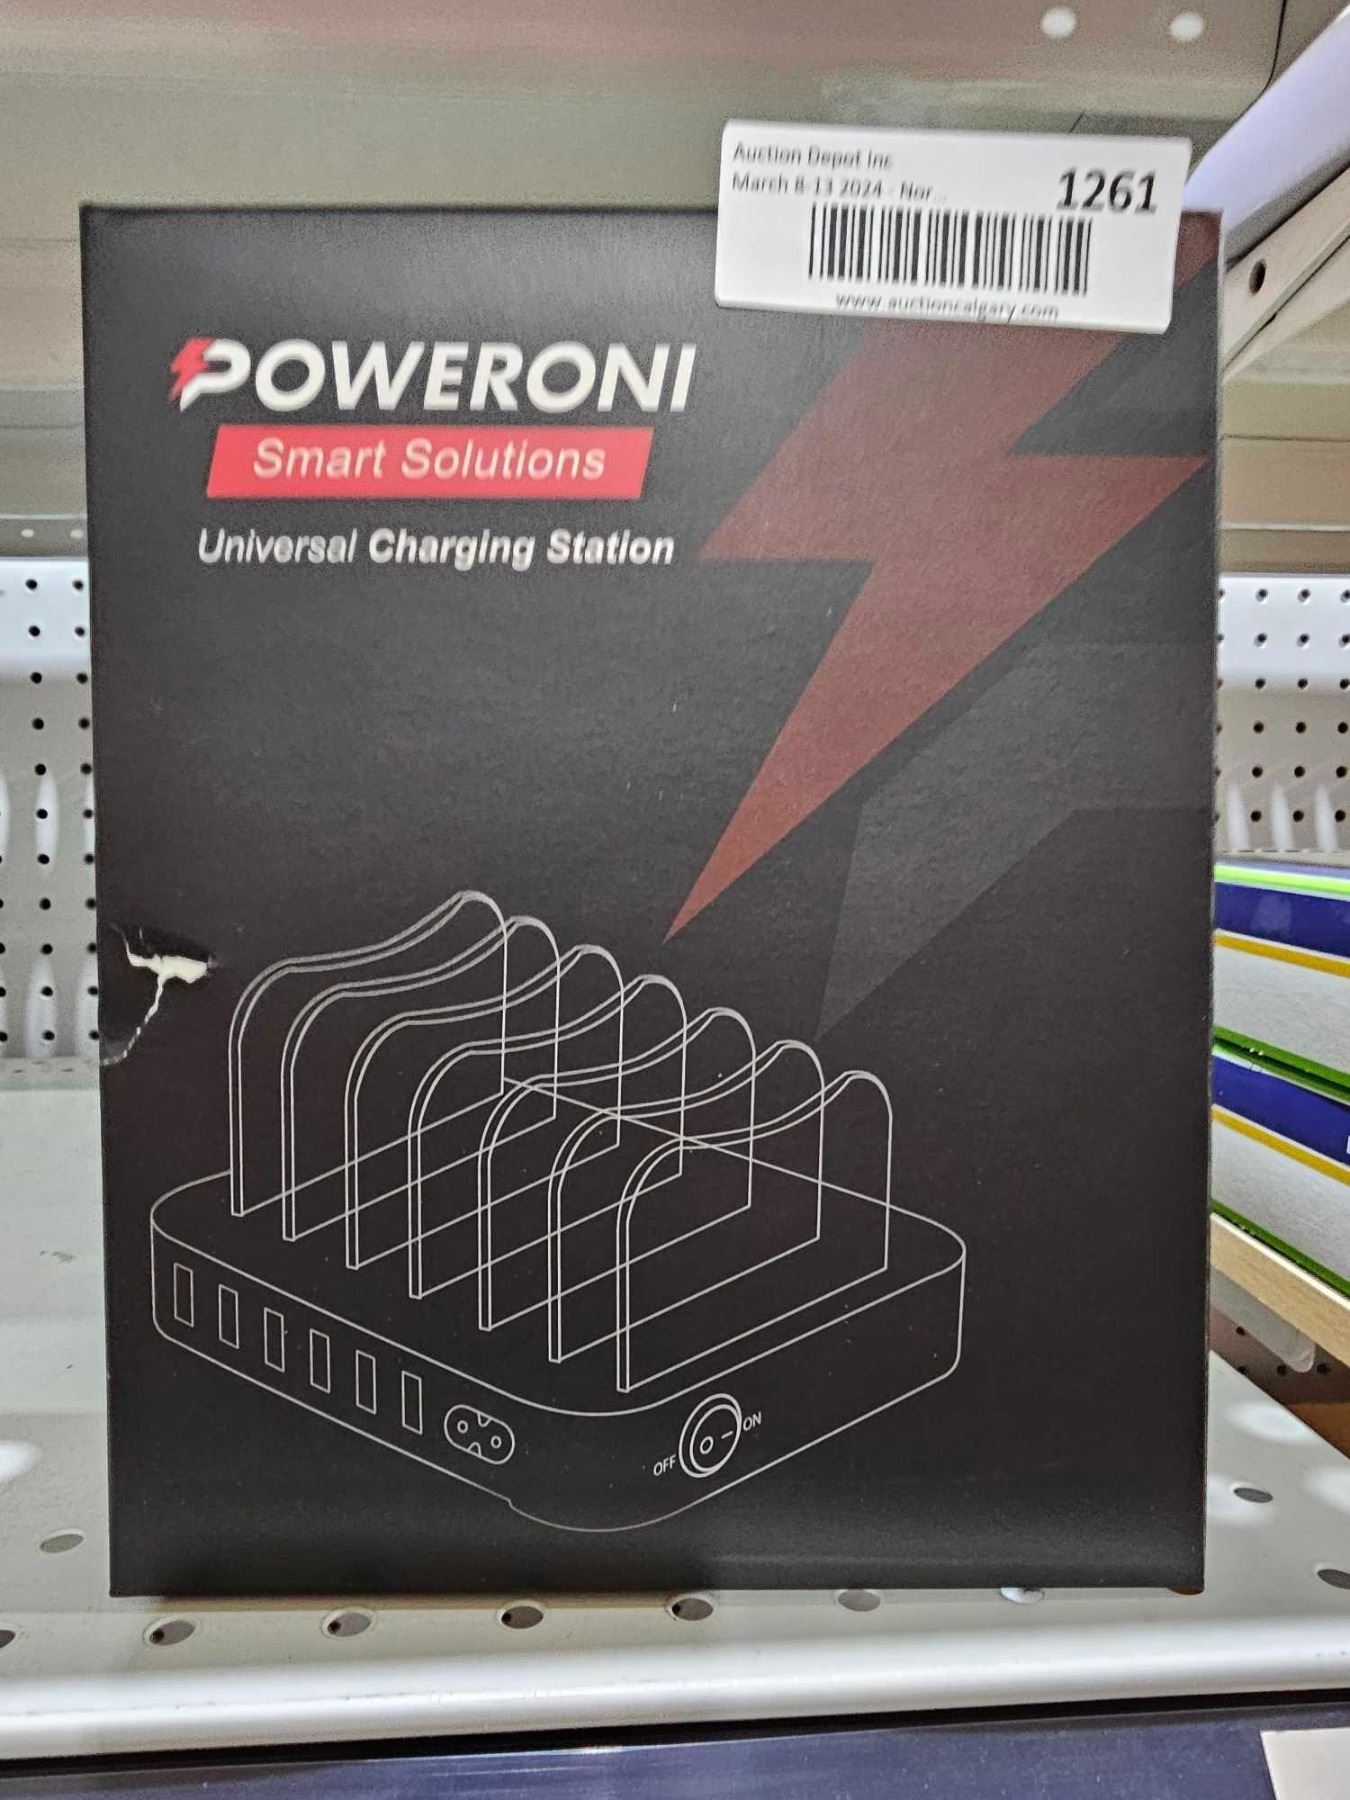 Auction Depot Inc
March 8-13 2024 - Nor...
1261
www.auctioncalgary.com
POWERONI
Smart Solutions
Universal Charging Station
OFF
ON